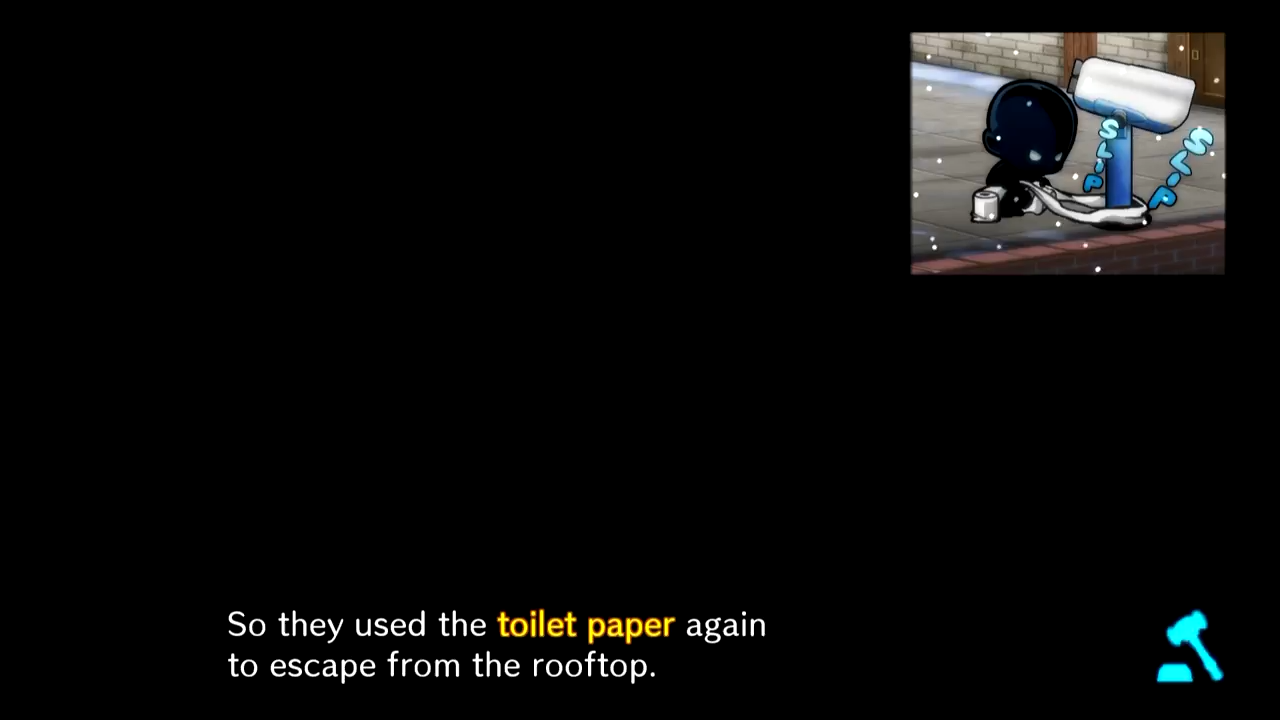 SLIP
SLIP
So they used the toilet paper again
to escape from the rooftop.